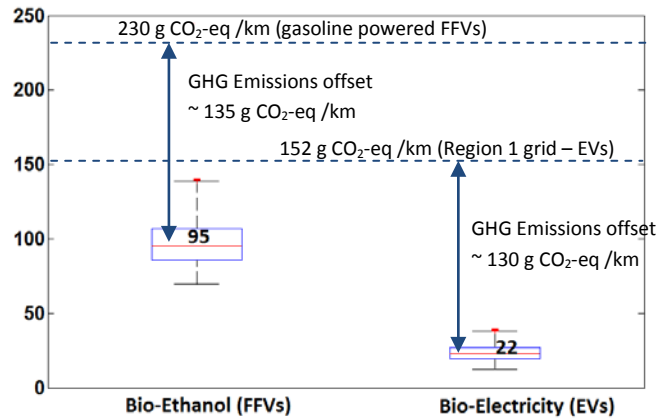 250
230 g CO₂-eq /km (gasoline powered FFVs)
200
GHG Emissions offset
~ 135 g CO₂-eq /km
150
152 g CO₂-eq /km (Region 1 grid – EVs)
100
95
GHG Emissions offset
~ 130 g CO₂-eq /km
50
22
0
Bio-Ethanol (FFVs)
Bio-Electricity (EVs)